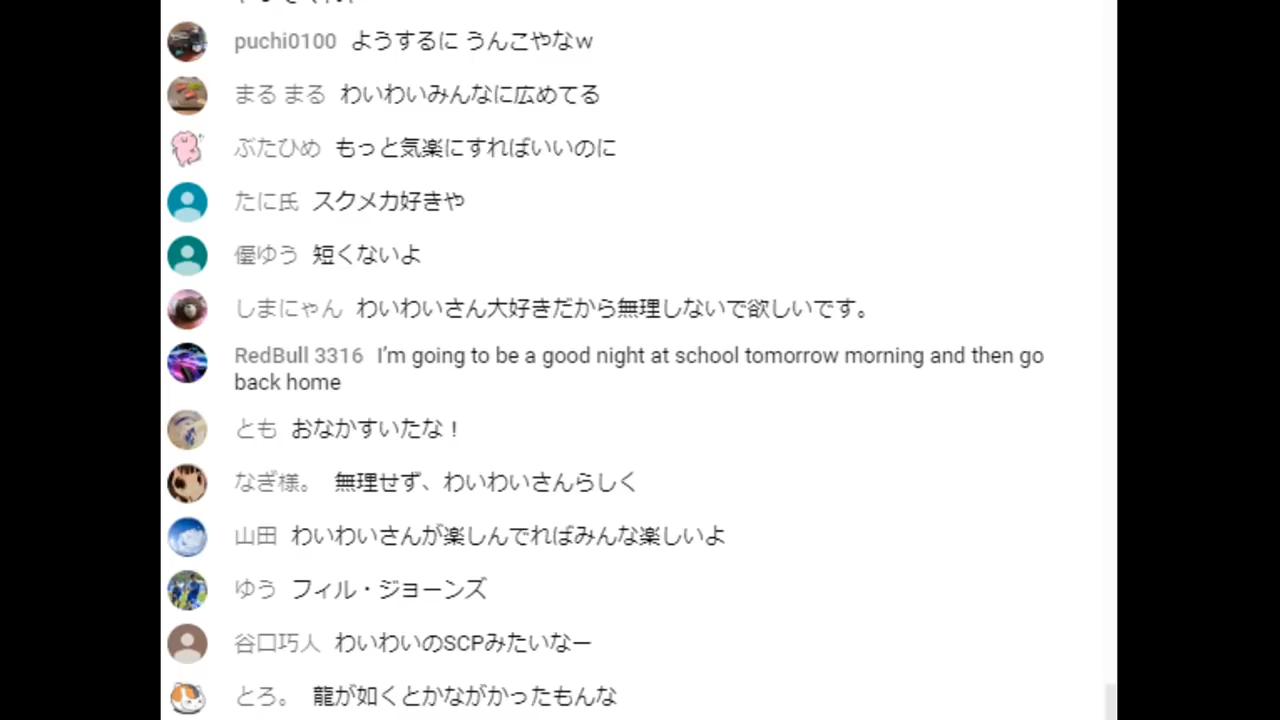 puchi0100 ようするに うんこやなw
まる まる わいわいみんなに広めてる
ぶたひめ もっと気楽にすればいいのに
たに氏 スクメカ好きや
優ゆう 短くないよ
しまにゃん わいわいさん大好きだから無理しないで欲しいです。
RedBull 3316 I'm going to be a good night at school tomorrow morning and then go
back home
とも おなかすいたな！
なぎ様。 無理せず、わいわいさんらしく
山田 わいわいさんが楽しんでればみんな楽しいよ
ゆう フィル・ジョーンズ
谷口巧人 わいわいのSCPみたいなー
とろ。 龍が如くとかながかったもんな